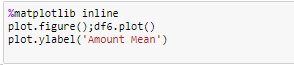 %matplotlib inline
plot.figure();df6.plot()
plot.ylabel('Amount Mean')